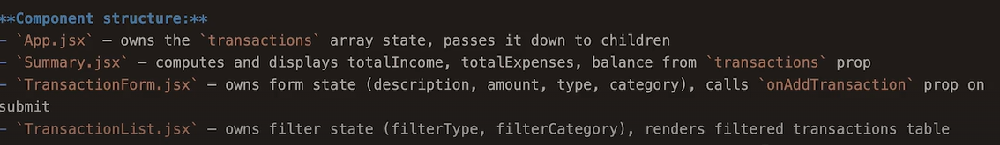 **Component structure:**
- `App.jsx` — owns the `transactions` array state, passes it down to children
- `Summary.jsx` — computes and displays totalIncome, totalExpenses, balance from `transactions` prop
- `TransactionForm.jsx` — owns form state (description, amount, type, category), calls `onAddTransaction` prop on
submit
- `TransactionList.jsx` — owns filter state (filterType, filterCategory), renders filtered transactions table